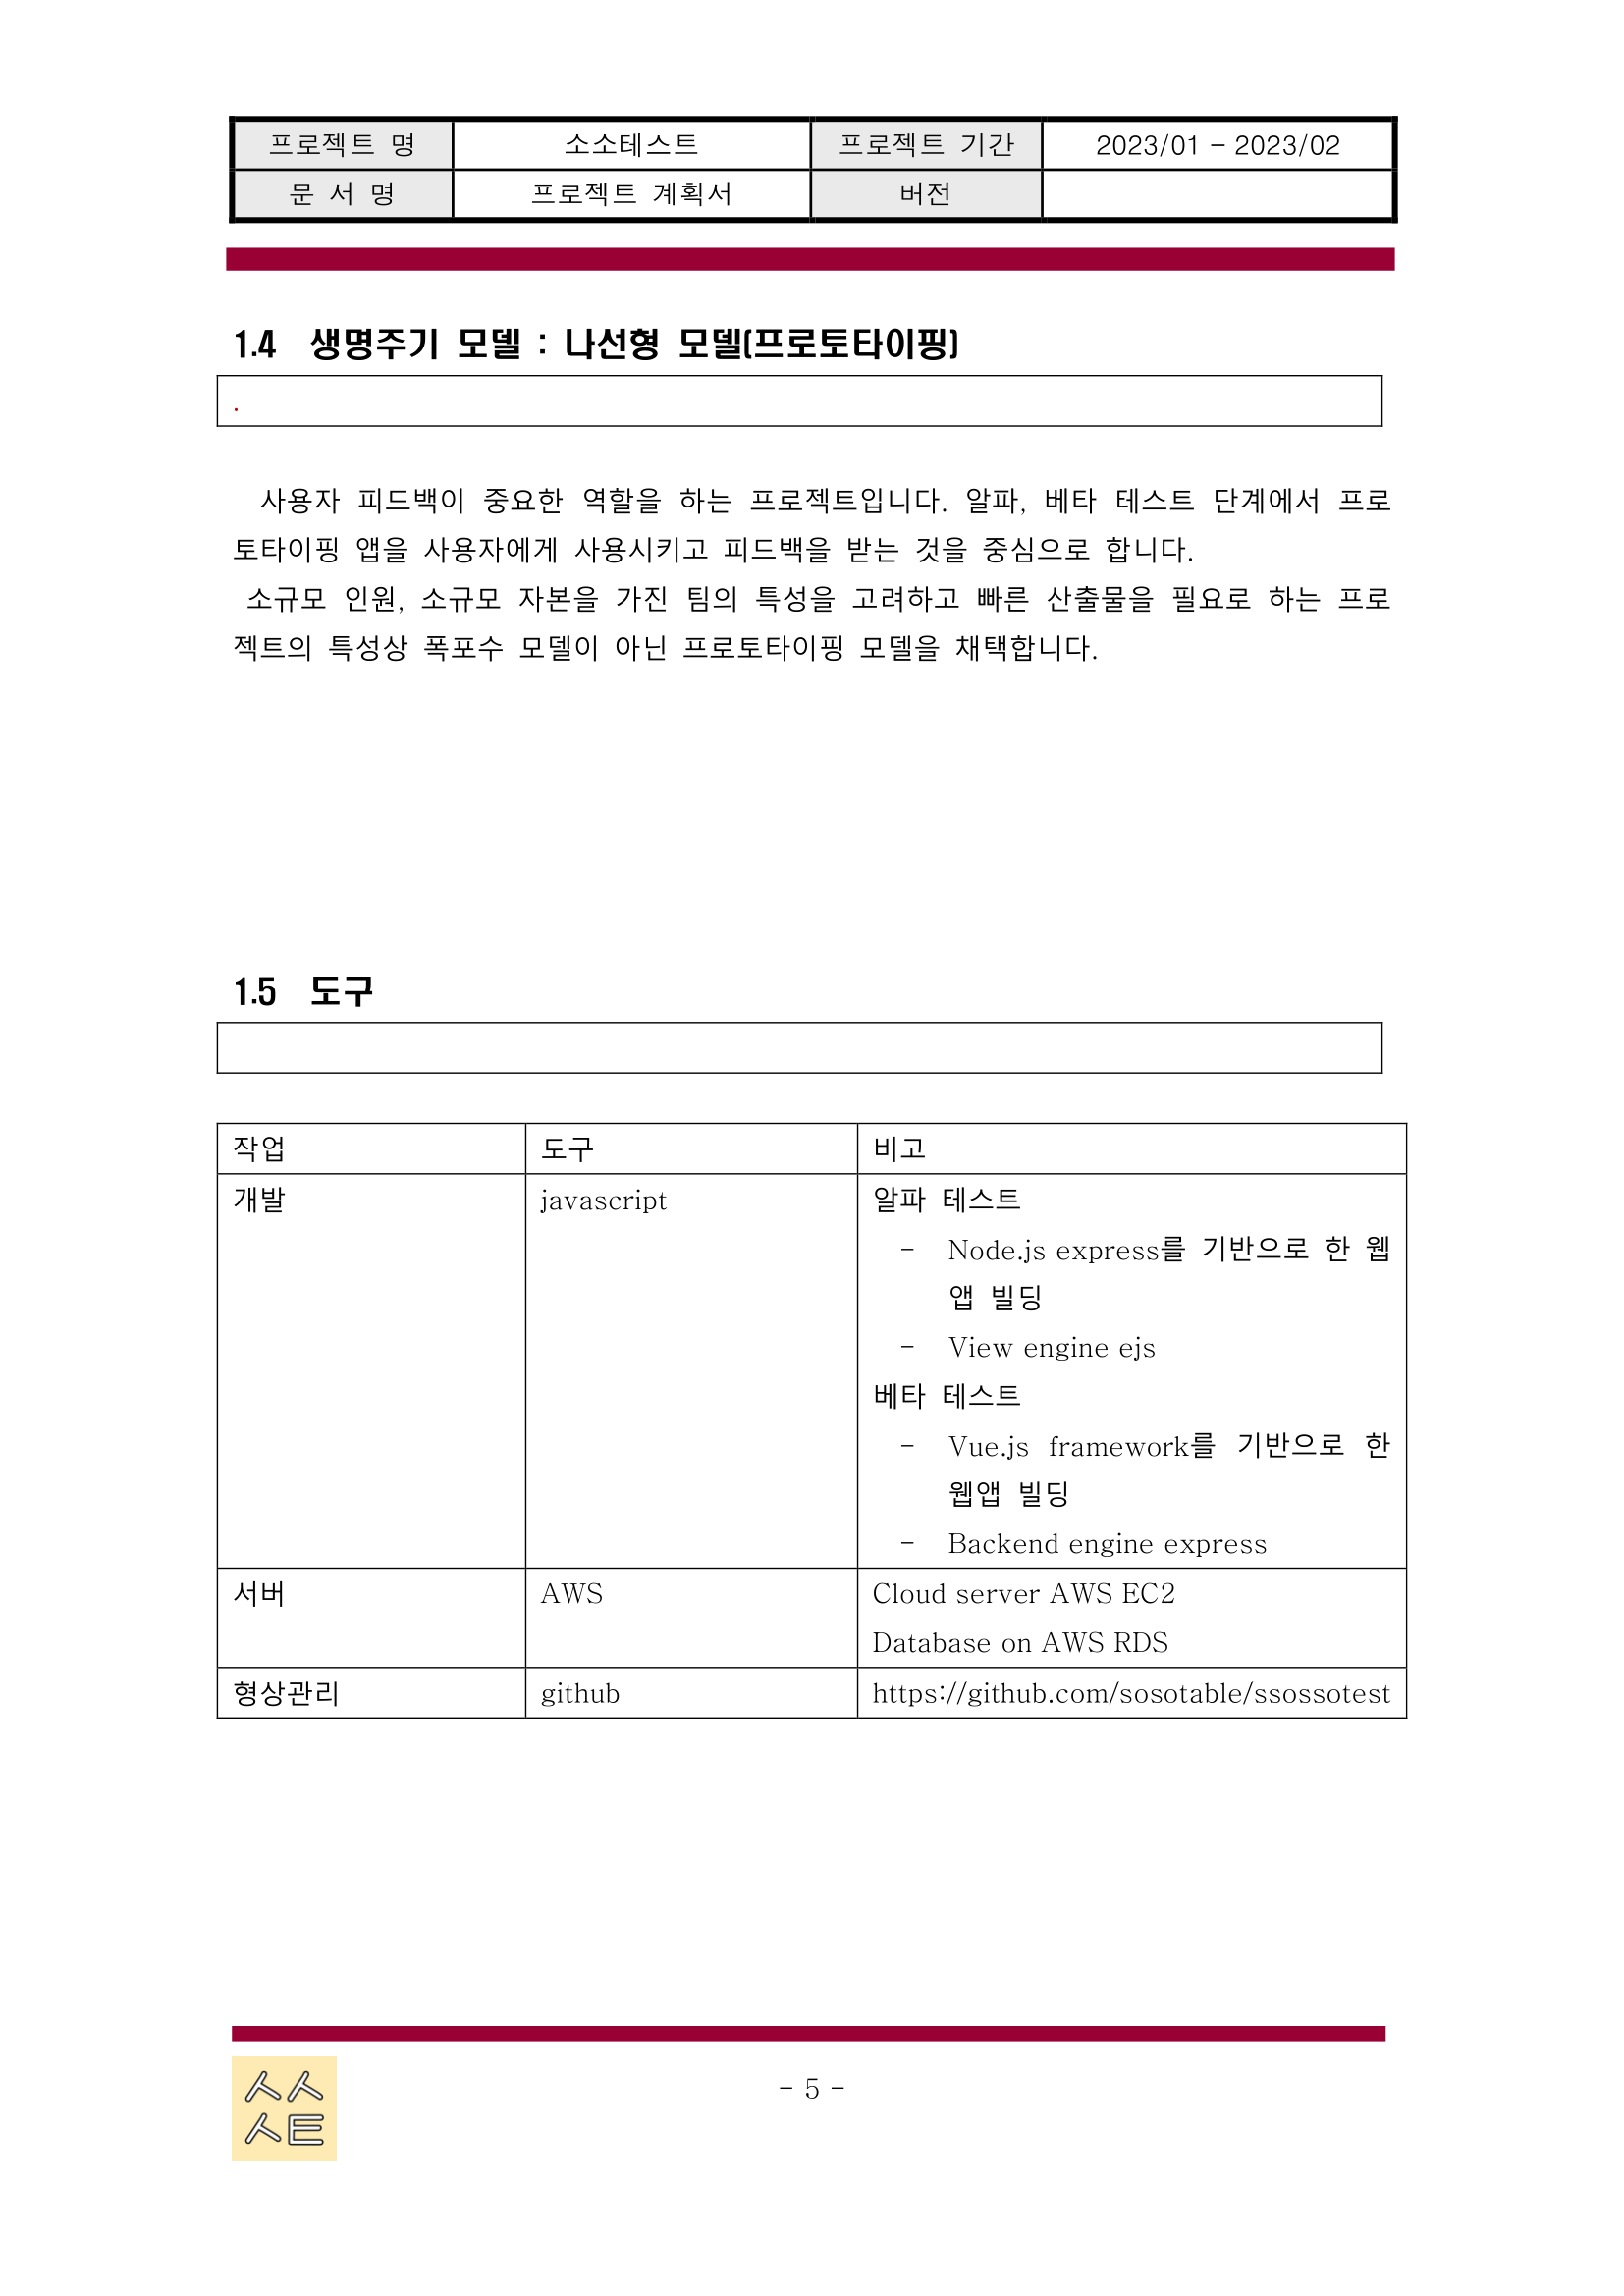 프로젝트 명 소소테스트 프로젝트 기간 2023/01 – 2023/02
문 서 명 프로젝트 계획서 버전
1.4 생명주기 모델 : 나선형 모델(프로토타이핑)
.
사용자 피드백이 중요한 역할을 하는 프로젝트입니다. 알파, 베타 테스트 단계에서 프로
토타이핑 앱을 사용자에게 사용시키고 피드백을 받는 것을 중심으로 합니다.
소규모 인원, 소규모 자본을 가진 팀의 특성을 고려하고 빠른 산출물을 필요로 하는 프로
젝트의 특성상 폭포수 모델이 아닌 프로토타이핑 모델을 채택합니다.
1.5 도구
작업 도구 비고
개발 javascript 알파 테스트
- Node.js express를 기반으로 한 웹
앱 빌딩
- View engine ejs
베타 테스트
- Vue.js framework를 기반으로 한
웹앱 빌딩
- Backend engine express
서버 AWS Cloud server AWS EC2
Database on AWS RDS
형상관리 github https://github.com/sosotable/ssossotest
- 5 -
ㅅㅅ
ㅅㅌ